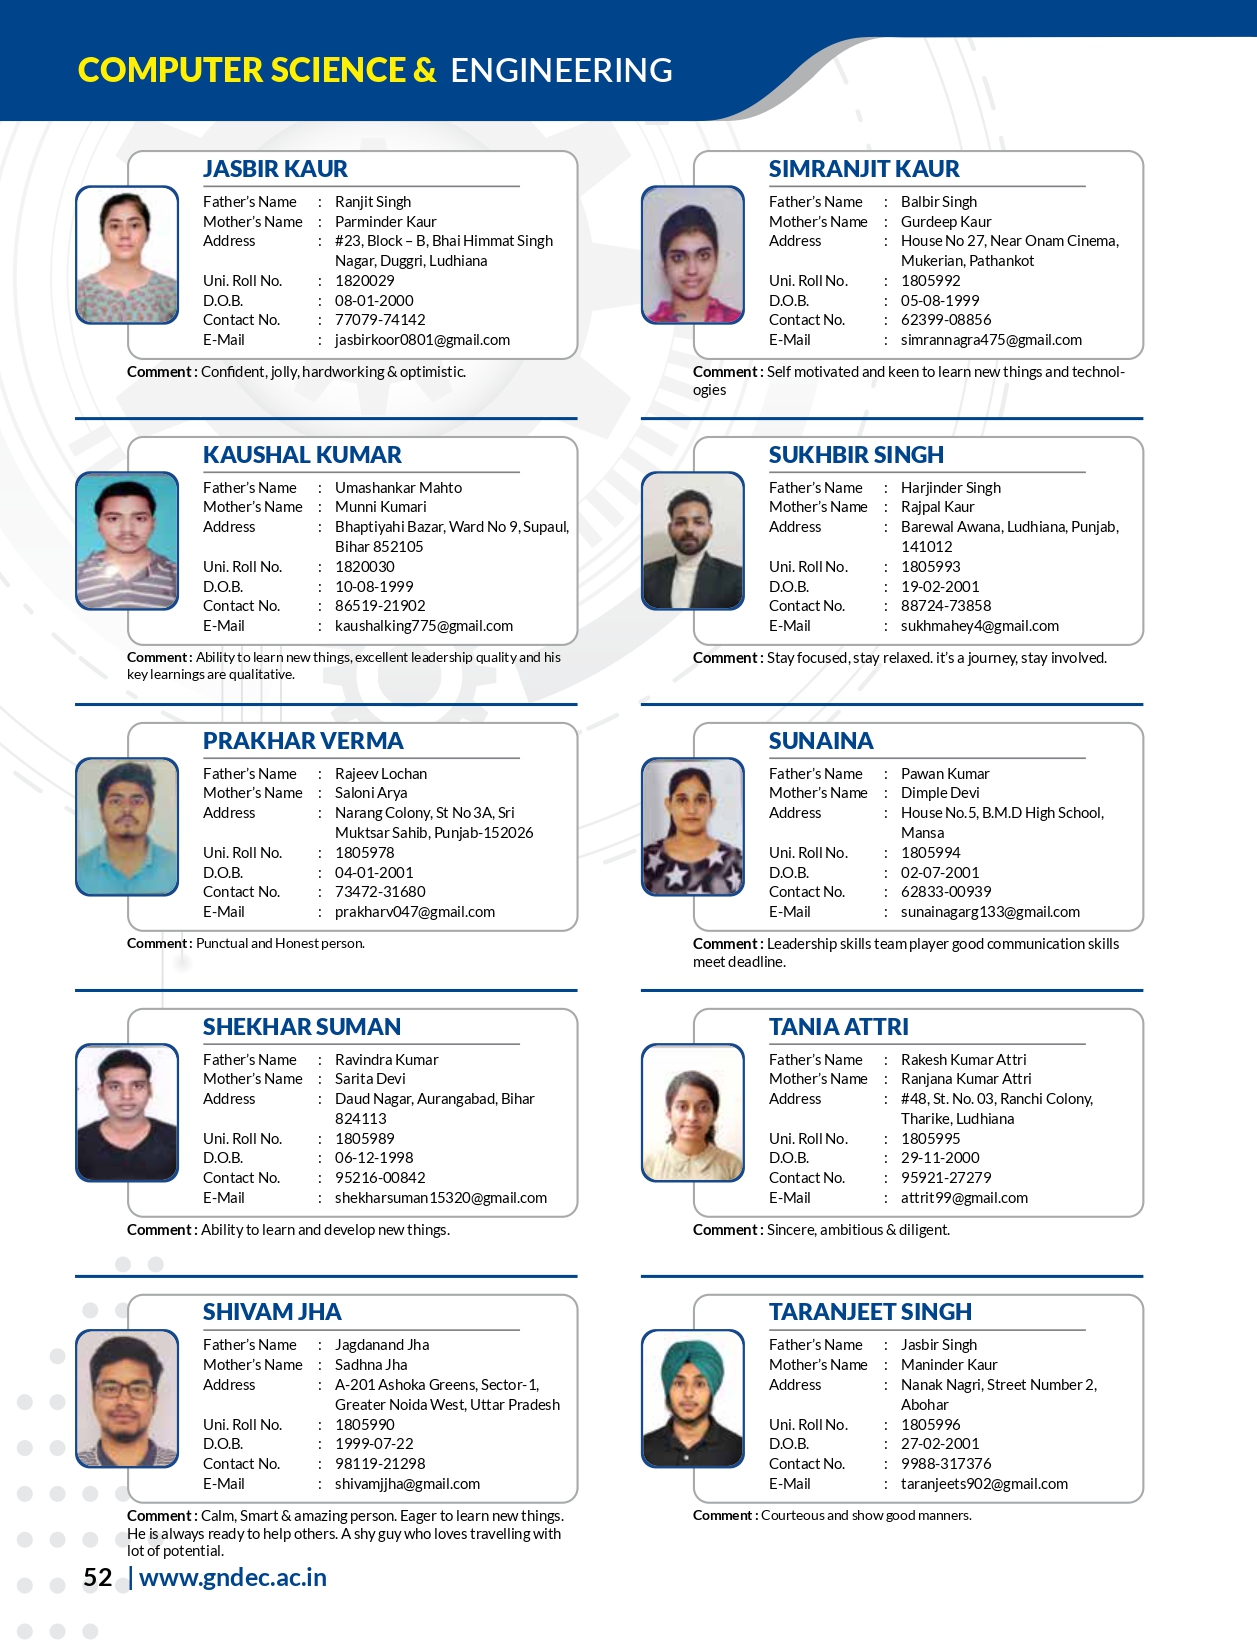 COMPUTER SCIENCE & ENGINEERING
JASBIR KAUR
Father's Name : Ranjit Singh
Mother's Name : Parminder Kaur
Address : #23, Block – B, Bhai Himmat Singh
Nagar, Duggri, Ludhiana
Uni. Roll No. : 1820029
D.O.B. : 08-01-2000
Contact No. : 77079-74142
E-Mail : jasbirkoor0801@gmail.com
Comment : Confident, jolly, hardworking & optimistic.
KAUSHAL KUMAR
Father's Name : Umashankar Mahto
Mother's Name : Munni Kumari
Address : Bhaptiyahi Bazar, Ward No 9, Supaul,
Bihar 852105
Uni. Roll No. : 1820030
D.O.B. : 10-08-1999
Contact No. : 86519-21902
E-Mail : kaushalking775@gmail.com
Comment : Ability to learn new things, excellent leadership quality and his
key learnings are qualitative.
PRAKHAR VERMA
Father's Name : Rajeev Lochan
Mother's Name : Saloni Arya
Address : Narang Colony, St No 3A, Sri
Muktsar Sahib, Punjab-152026
Uni. Roll No. : 1805978
D.O.B. : 04-01-2001
Contact No. : 73472-31680
E-Mail : prakharv047@gmail.com
Comment : Punctual and Honest person.
SHEKHAR SUMAN
Father's Name : Ravindra Kumar
Mother's Name : Sarita Devi
Address : Daud Nagar, Aurangabad, Bihar
824113
Uni. Roll No. : 1805989
D.O.B. : 06-12-1998
Contact No. : 95216-00842
E-Mail : shekharsuman15320@gmail.com
Comment : Ability to learn and develop new things.
SHIVAM JHA
Father's Name : Jagdanand Jha
Mother's Name : Sadhna Jha
Address : A-201 Ashoka Greens, Sector-1,
Greater Noida West, Uttar Pradesh
Uni. Roll No. : 1805990
D.O.B. : 1999-07-22
Contact No. : 98119-21298
E-Mail : shivamjjha@gmail.com
Comment : Calm, Smart & amazing person. Eager to learn new things.
He is always ready to help others. A shy guy who loves travelling with
lot of potential.
SIMRANJIT KAUR
Father's Name : Balbir Singh
Mother's Name : Gurdeep Kaur
Address : House No 27, Near Onam Cinema,
Mukerian, Pathankot
Uni. Roll No. : 1805992
D.O.B. : 05-08-1999
Contact No. : 62399-08856
E-Mail : simrannagra475@gmail.com
Comment : Self motivated and keen to learn new things and technol-
ogies
SUKHBIR SINGH
Father's Name : Harjinder Singh
Mother's Name : Rajpal Kaur
Address : Barewal Awana, Ludhiana, Punjab,
141012
Uni. Roll No. : 1805993
D.O.B. : 19-02-2001
Contact No. : 88724-73858
E-Mail : sukhmahey4@gmail.com
Comment : Stay focused, stay relaxed. it's a journey, stay involved.
SUNAINA
Father's Name : Pawan Kumar
Mother's Name : Dimple Devi
Address : House No.5, B.M.D High School,
Mansa
Uni. Roll No. : 1805994
D.O.B. : 02-07-2001
Contact No. : 62833-00939
E-Mail : sunainagarg133@gmail.com
Comment : Leadership skills team player good communication skills
meet deadline.
TANIA ATTRI
Father's Name : Rakesh Kumar Attri
Mother's Name : Ranjana Kumar Attri
Address : #48, St. No. 03, Ranchi Colony,
Tharike, Ludhiana
Uni. Roll No. : 1805995
D.O.B. : 29-11-2000
Contact No. : 95921-27279
E-Mail : attrit99@gmail.com
Comment : Sincere, ambitious & diligent.
TARANJEET SINGH
Father's Name : Jasbir Singh
Mother's Name : Maninder Kaur
Address : Nanak Nagri, Street Number 2,
Abohar
Uni. Roll No. : 1805996
D.O.B. : 27-02-2001
Contact No. : 9988-317376
E-Mail : taranjeets902@gmail.com
Comment : Courteous and show good manners.
52 | www.gndec.ac.in